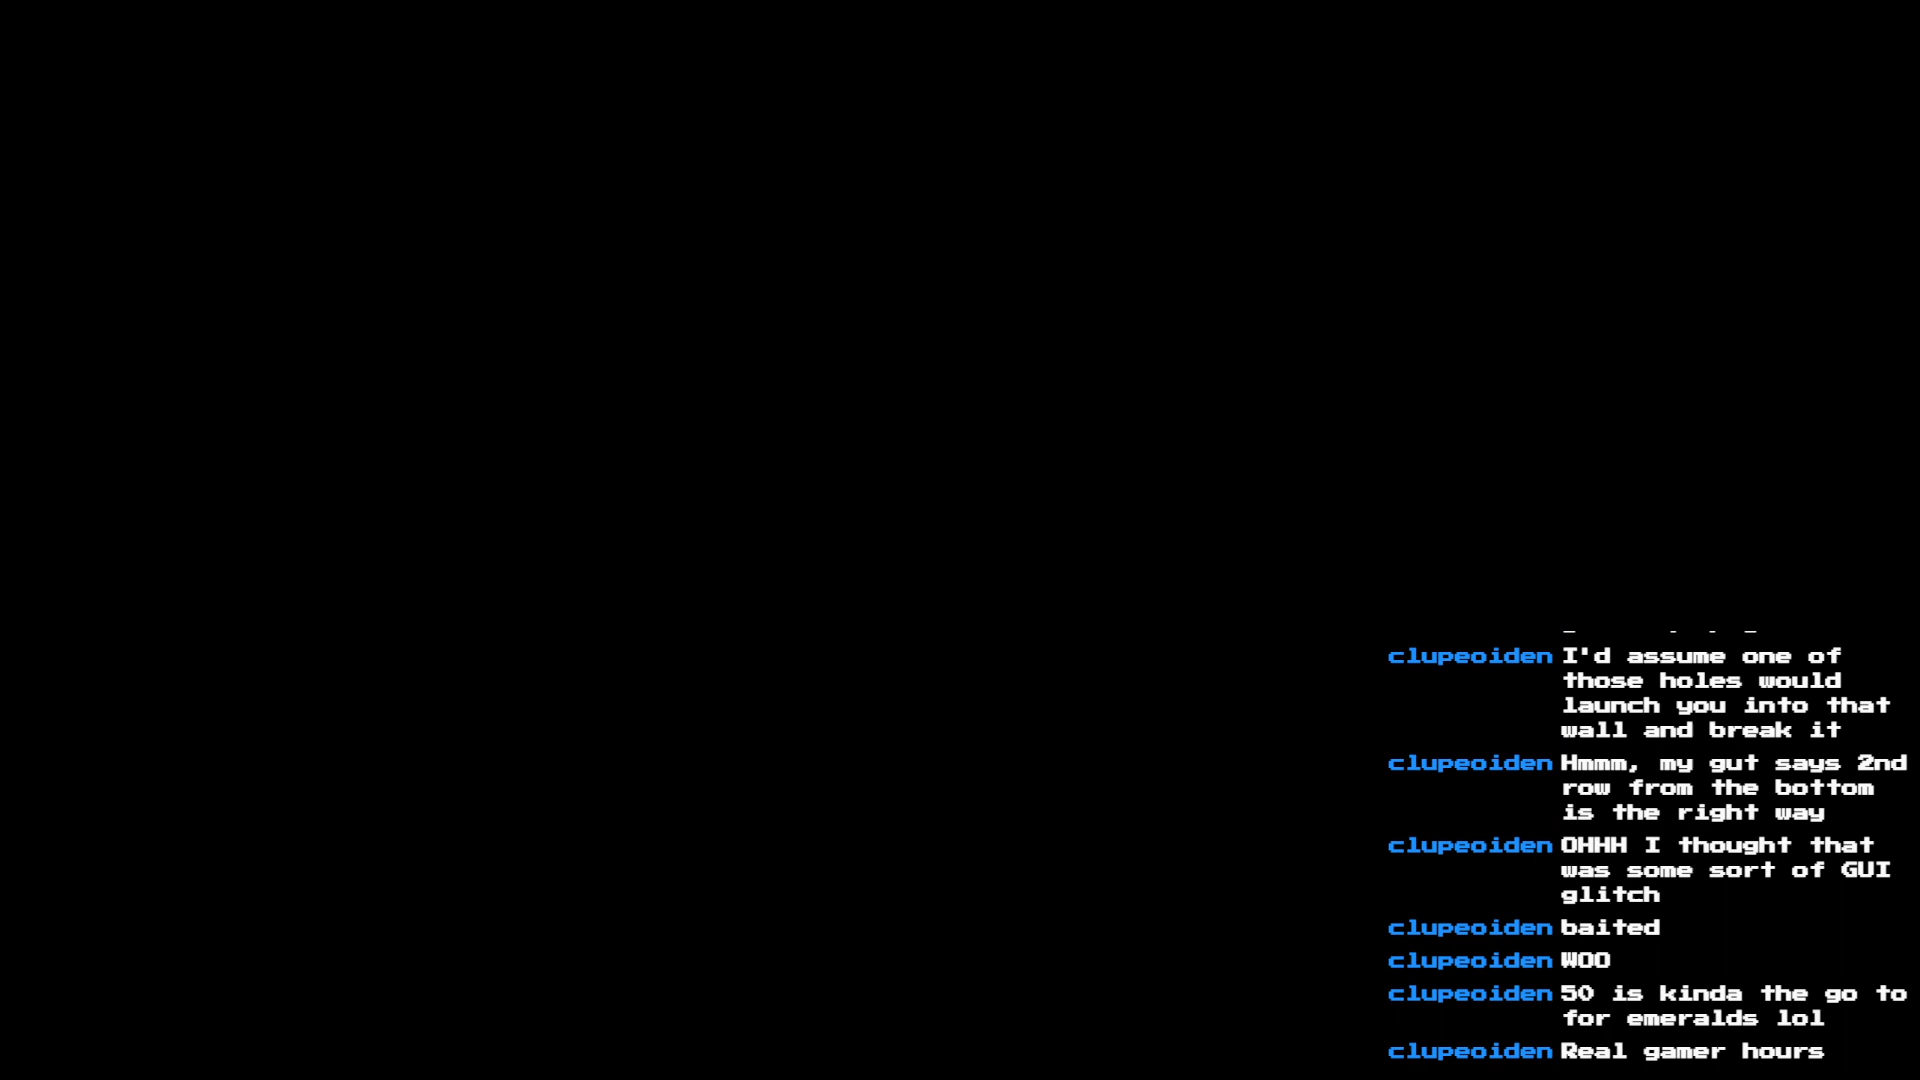 clupeoiden I'd assume one of
those holes would
launch you into that
wall and break it
clupeoiden Hmmm, my gut says 2nd
row from the bottom
is the right way
clupeoiden OHHH I thought that
was some sort of GUI
glitch
clupeoiden baited
clupeoiden WOO
clupeoiden 50 is kinda the go to
for emeralds lol
clupeoiden Real gamer hours